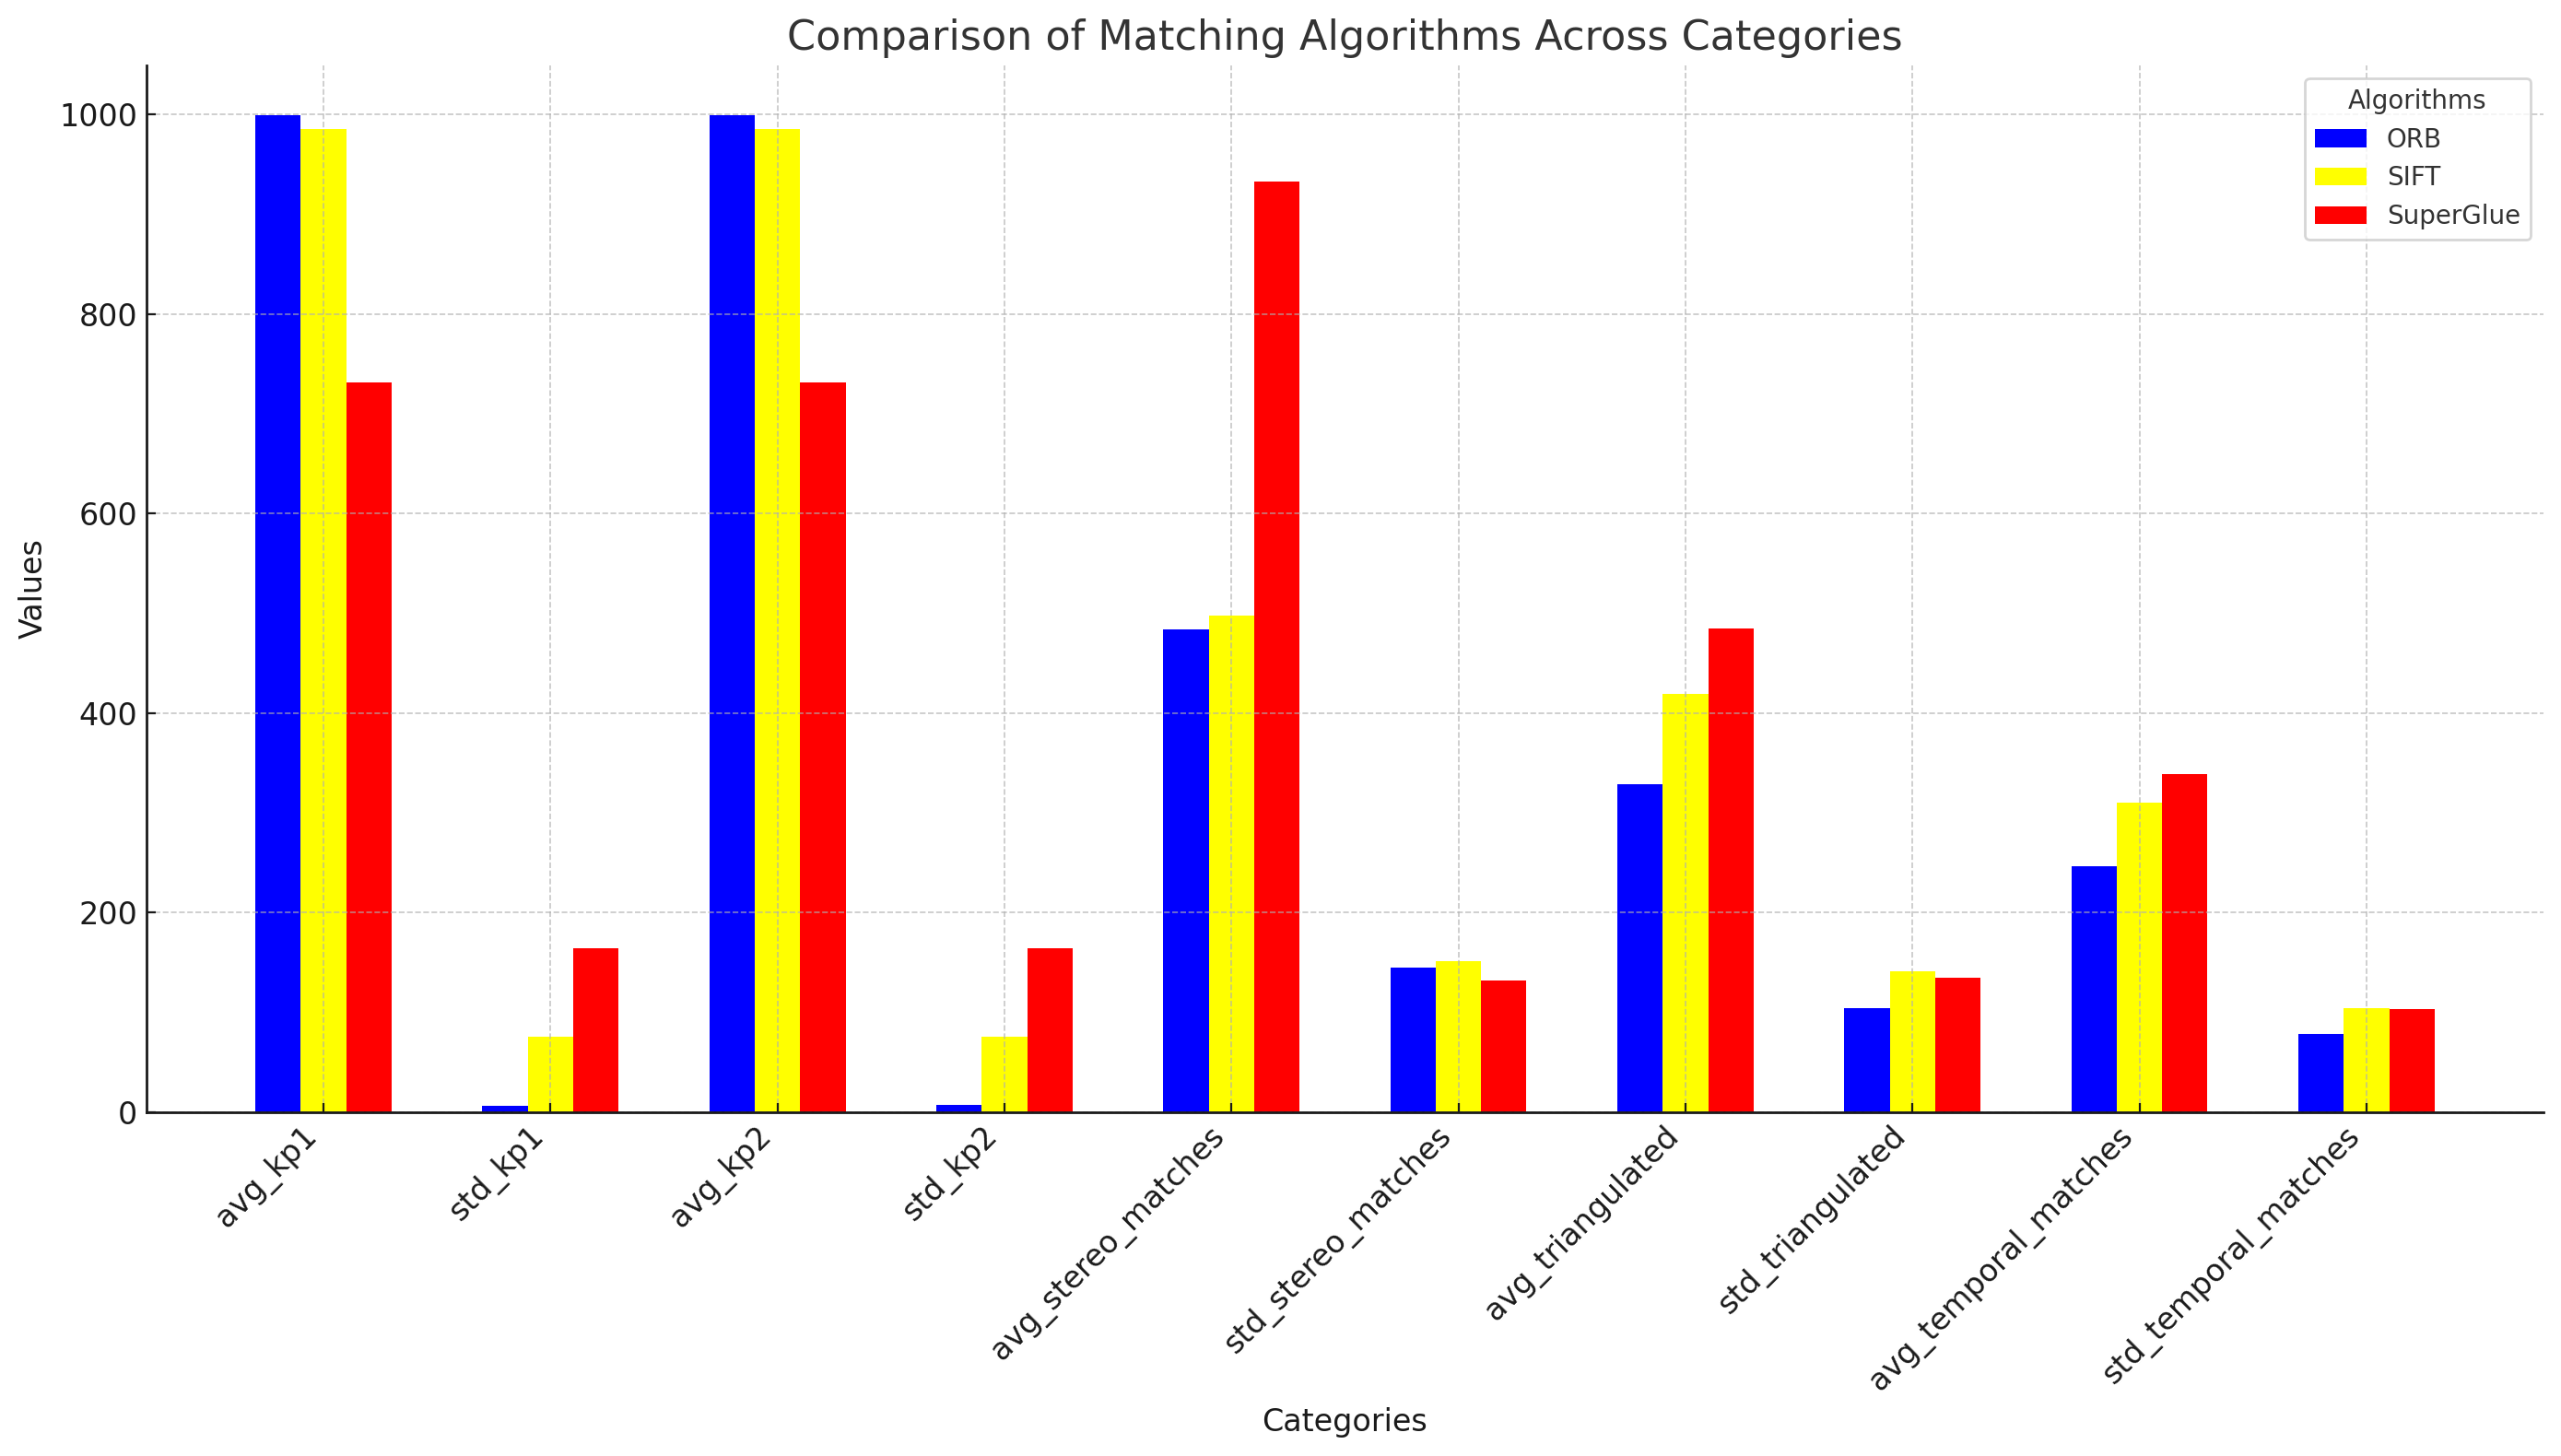 Comparison of Matching Algorithms Across Categories
Algorithms
ORB
SIFT
SuperGlue
Values
1000
800
600
400
200
0
avg_kp1
std_kp1
avg_kp2
std_kp2
avg_stereo_matches
std_stereo_matches
avg_triangulated
std_triangulated
avg_temporal_matches
std_temporal_matches
Categories